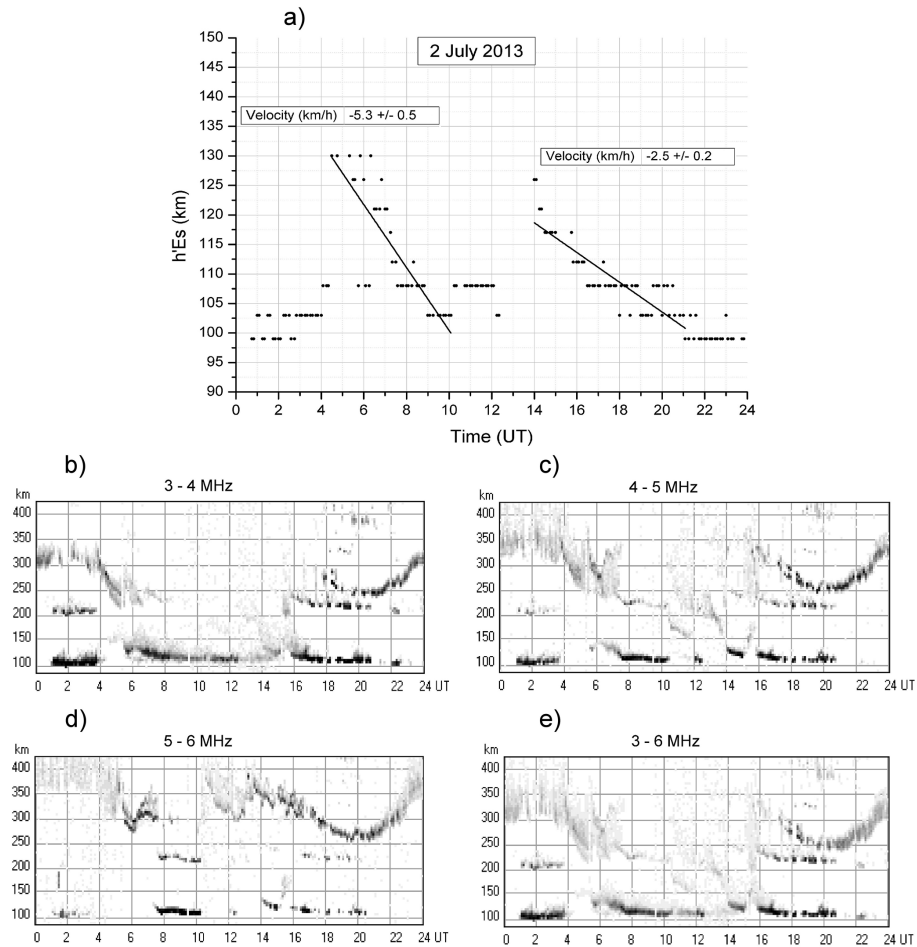 a)
2 July 2013
Velocity (km/h) -5.3 +/- 0.5
Velocity (km/h) -2.5 +/- 0.2
h'Es (km)
150
145
140
135
130
125
120
115
110
105
100
95
90
0 2 4 6 8 10 12 14 16 18 20 22 24
Time (UT)
b)
3 - 4 MHz
km
400
350
300
250
200
150
100
0 2 4 6 8 10 12 14 16 18 20 22 24 UT
c)
4 - 5 MHz
km
400
350
300
250
200
150
100
0 2 4 6 8 10 12 14 16 18 20 22 24 UT
d)
5 - 6 MHz
km
400
350
300
250
200
150
100
0 2 4 6 8 10 12 14 16 18 20 22 24 UT
e)
3 - 6 MHz
km
400
350
300
250
200
150
100
0 2 4 6 8 10 12 14 16 18 20 22 24 UT